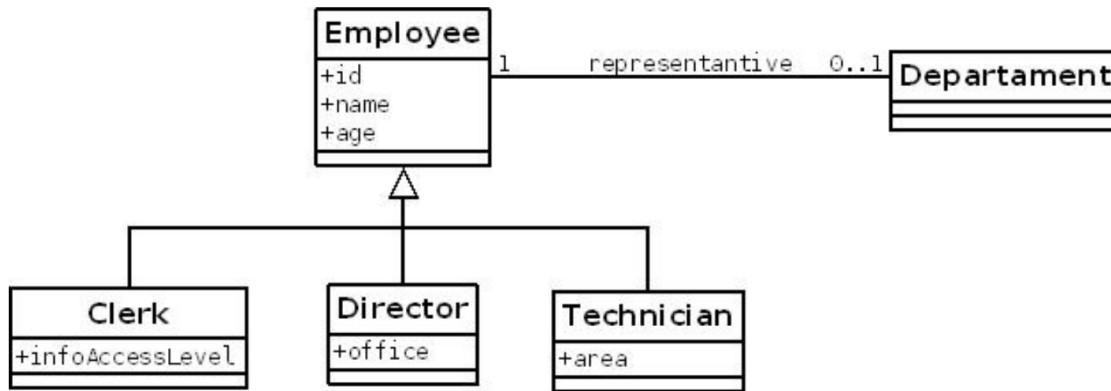 Employee
+id
+name
+age
1 representantive 0..1
Departament
Clerk
+infoAccessLevel
Director
+office
Technician
+area